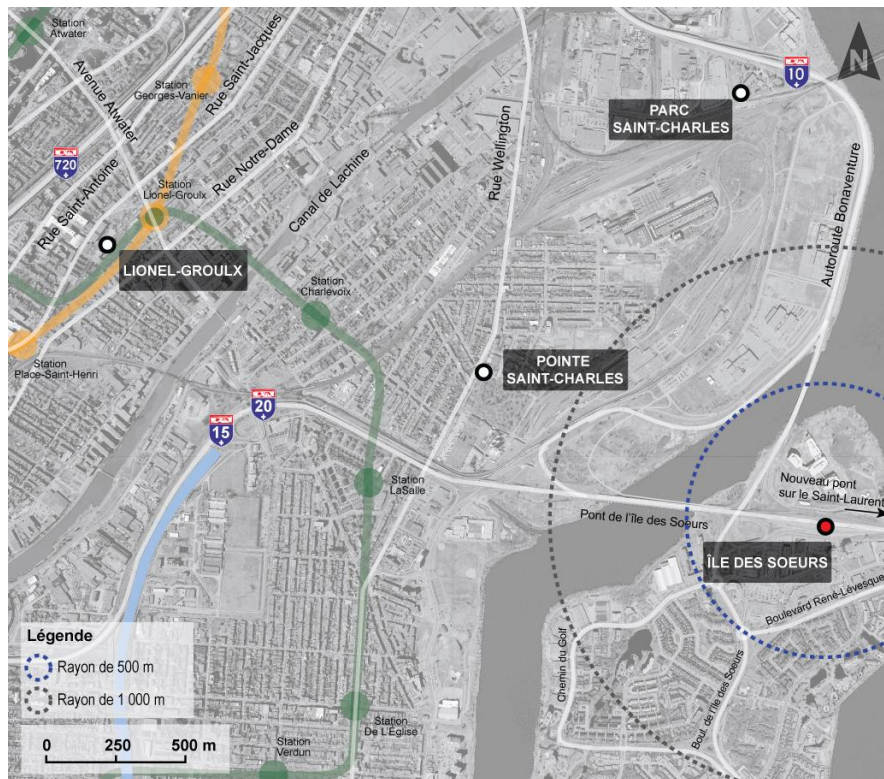 Station
Atwater
Avenue Atwater
Station
Georges-Vanier
Rue Saint-Jacques
720
Rue Saint-Antoine
Station
Lionel-Groulx
Rue Notre-Dame
Canal de Lachine
LIONEL-GROULX
Station
Place-Saint-Henri
Station
Charlevoix
Rue Wellington
PARC
SAINT-CHARLES
10
N
Autoroute Bonaventure
POINTE
SAINT-CHARLES
15
20
Station
LaSalle
Nouveau pont
sur le Saint-Laurent
Pont de l'île des Soeurs
ÎLE DES SOEURS
Boulevard René-Lévesque
Chemin du Golf
Boul. de l'île des Soeurs
Station
De L'Église
Station
Verdun
Légende
Rayon de 500 m
Rayon de 1 000 m
0 250 500 m